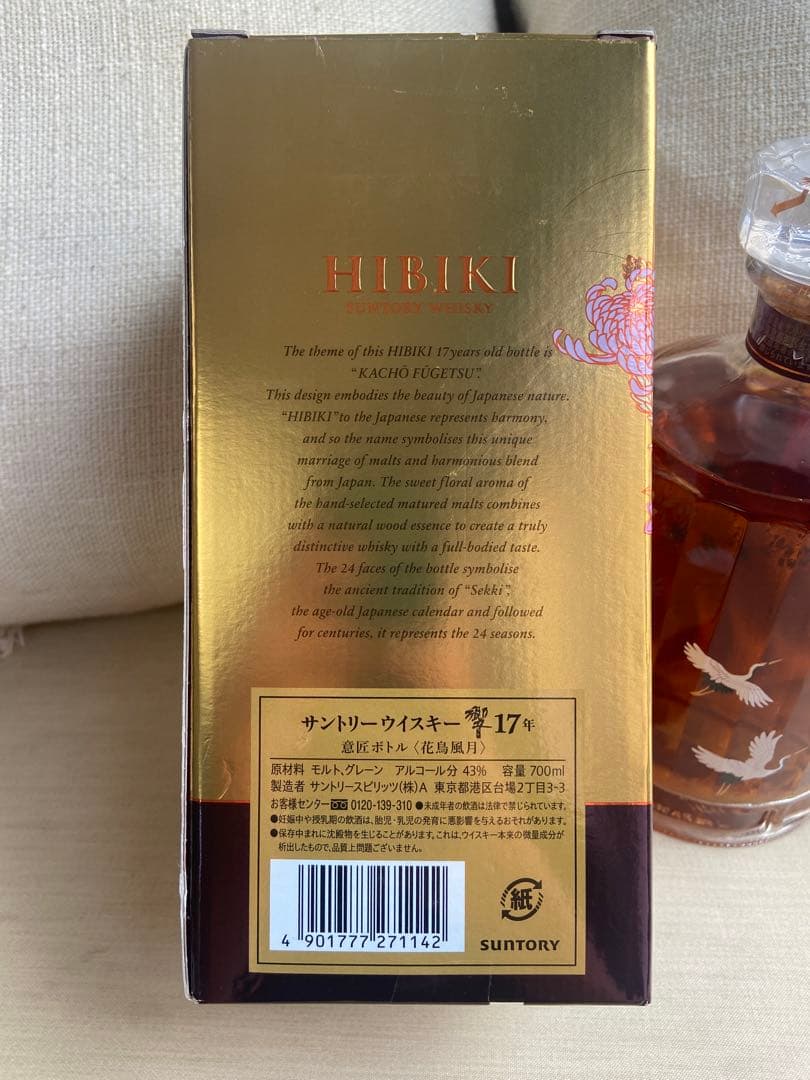 HIBIKI
SUNTORY WHISKY
The theme of this HIBIKI 17years old bottle is
“KACHŌ FŪGETSU”.
This design embodies the beauty of Japanese nature.
“HIBIKI” to the Japanese represents harmony,
and so the name symbolises this unique
marriage of malts and harmonious blend
from Japan. The sweet floral aroma of
the hand-selected matured malts combines
with a natural wood essence to create a truly
distinctive whisky with a full-bodied taste.
The 24 faces of the bottle symbolise
the ancient tradition of “Sekki”,
the age-old Japanese calendar and followed
for centuries, it represents the 24 seasons.
サントリーウイスキー 響 17年
意匠ボトル〈花鳥風月〉
原材料 モルト、グレーン アルコール分 43% 容量 700ml
製造者 サントリースピリッツ(株)A 東京都港区台場2丁目3-3
お客様センター 0120-139-310 ●未成年者の飲酒は法律で禁じられています。
●妊娠中や授乳期の飲酒は、胎児・乳児の発育に悪影響を与えるおそれがあります。
●保存中まれに沈殿物を生じることがあります。これは、ウイスキー本来の微量成分が
析出したもので、品質上問題ございません。
紙
4 901777 271142
SUNTORY